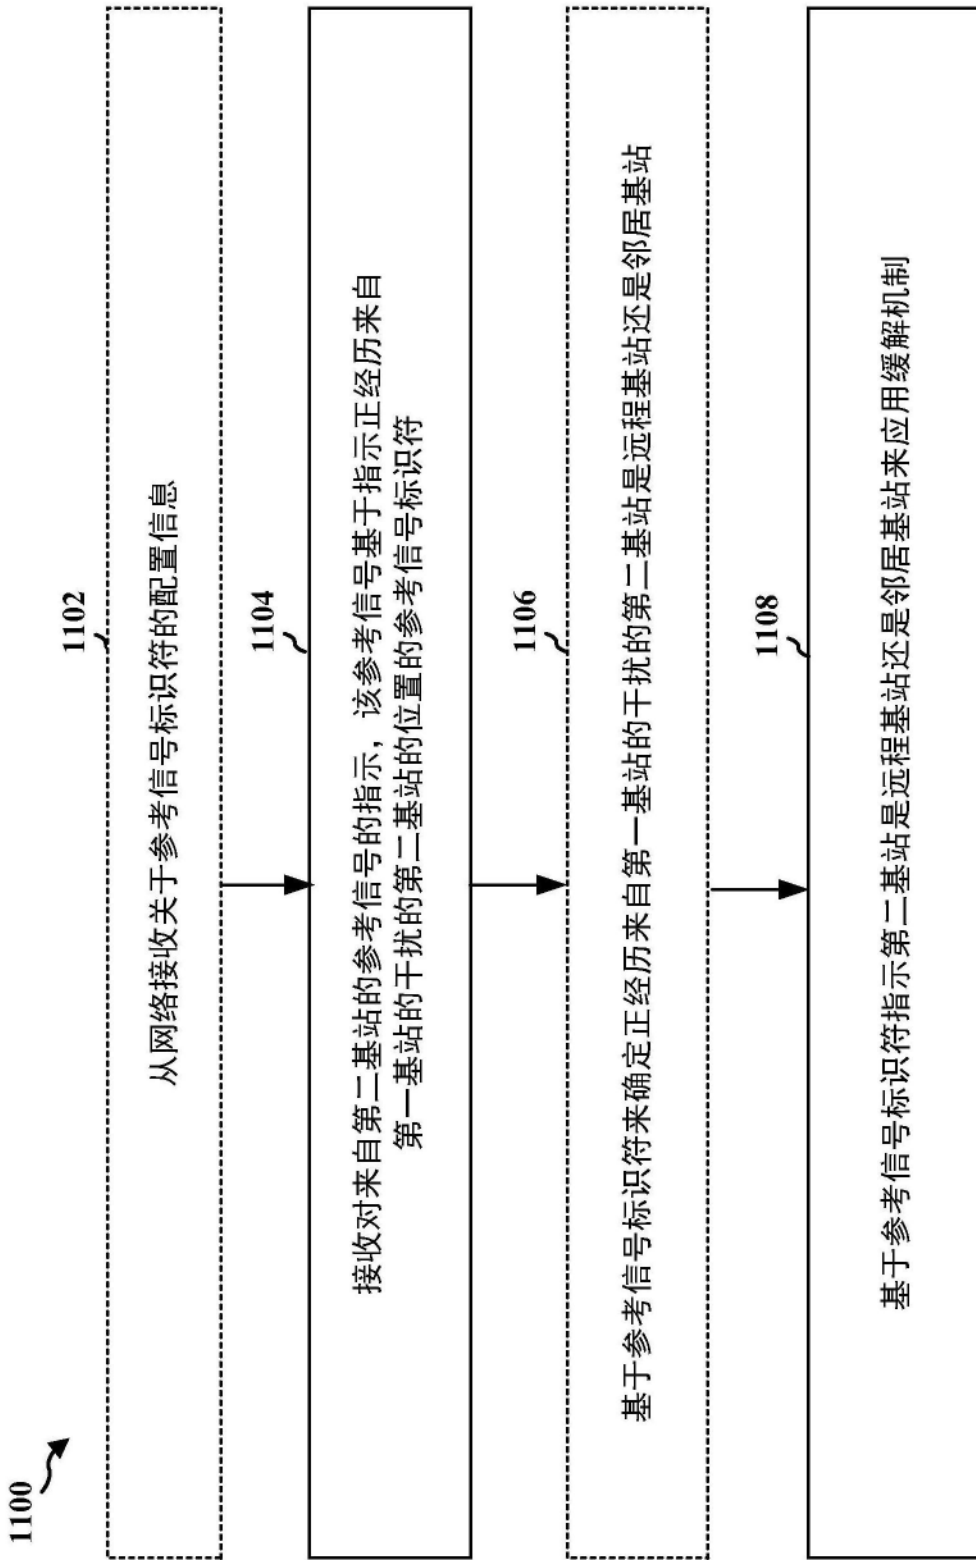 1100
1102
从网络接收关于参考信号标识符的配置信息
1104
接收对来自第二基站的参考信号的指示，该参考信号基于指示正经历来自
第一基站的干扰的第二基站的位置的参考信号标识符
1106
基于参考信号标识符来确定正经历来自第一基站的干扰的第二基站是远程基站还是邻居基站
1108
基于参考信号标识符指示第二基站是远程基站还是邻居基站来应用缓解机制